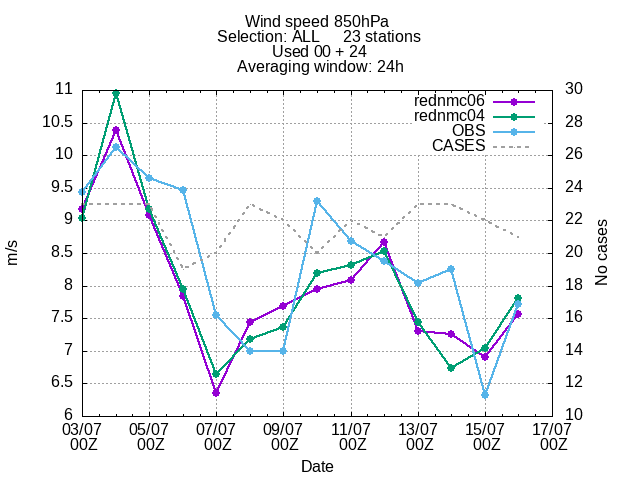 Wind speed 850hPa
Selection: ALL 23 stations
Used 00 + 24
Averaging window: 24h
rednmc06
rednmc04
OBS
CASES
11
10.5
10
9.5
9
8.5
8
7.5
7
6.5
6
m/s
30
28
26
24
22
20
18
16
14
12
10
No cases
03/07 05/07 07/07 09/07 11/07 13/07 15/07 17/07
00Z 00Z 00Z 00Z 00Z 00Z 00Z 00Z
Date